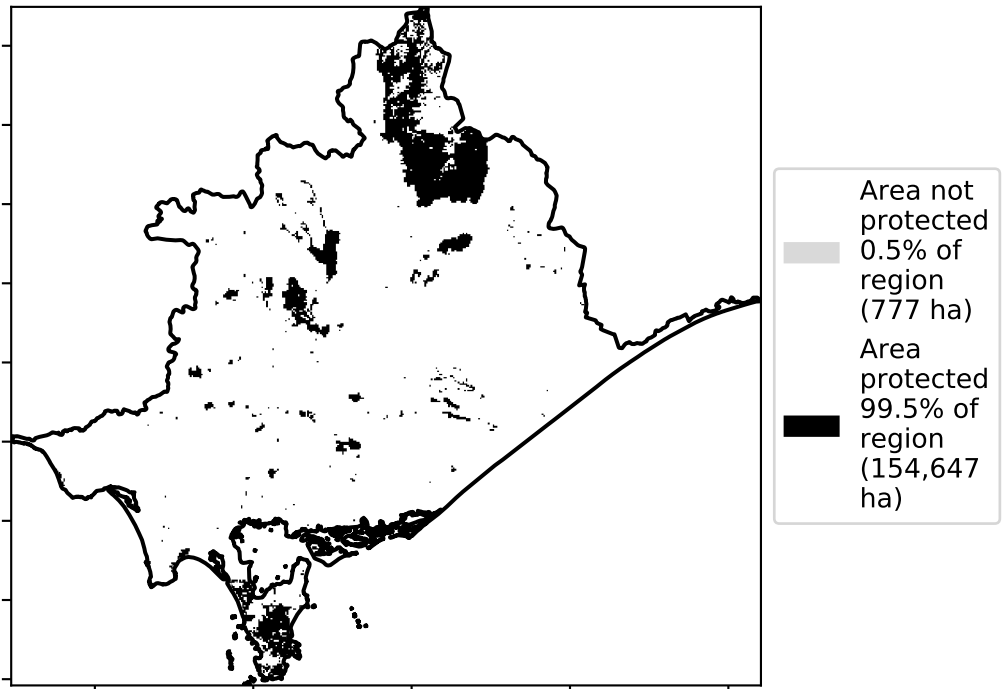 Area not
protected
0.5% of
region
(777 ha)
Area
protected
99.5% of
region
(154,647
ha)